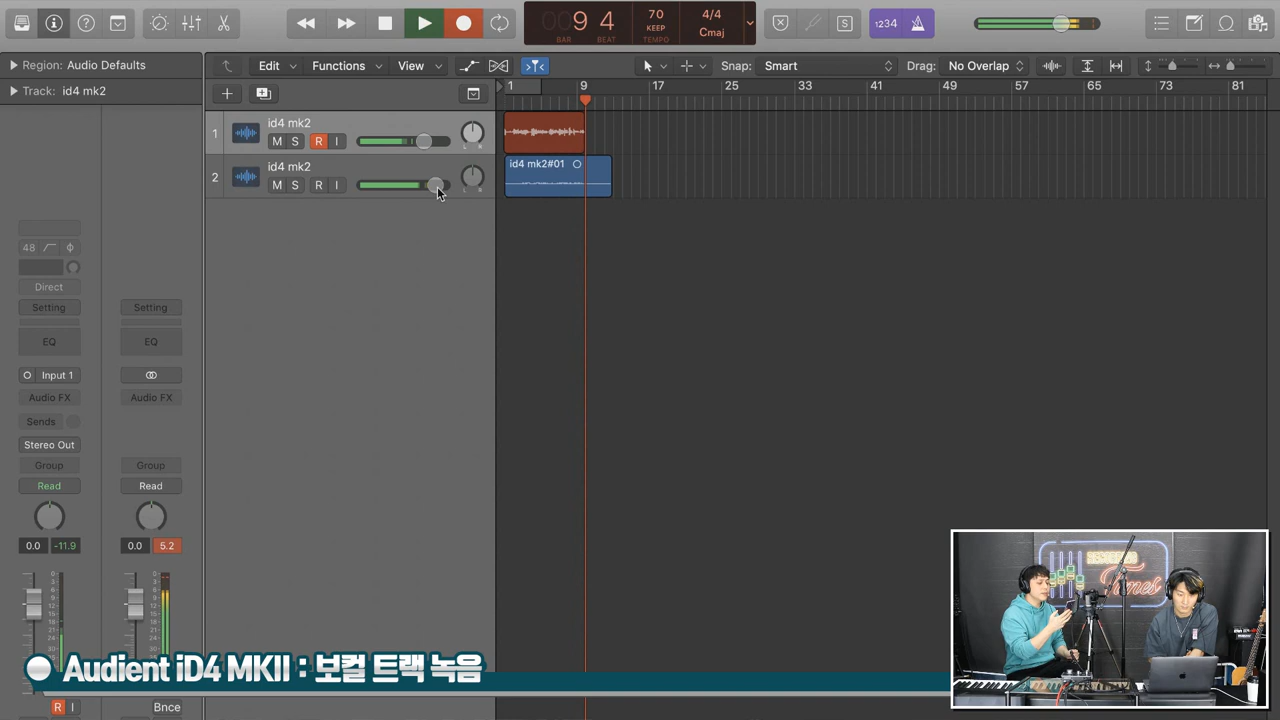 9 4
BAR BEAT
70
KEEP
TEMPO
4/4
Cmaj
S
1234
Region: Audio Defaults
Edit
Functions
View
Snap: Smart
Drag: No Overlap
Track: id4 mk2
1 9 17 25 33 41 49 57 65 73 81
1
id4 mk2
M S R I
2
id4 mk2
M S R I
id4 mk2#01
48
Direct
Setting
Setting
EQ
EQ
Input 1
Audio FX
Audio FX
Sends
Stereo Out
Group
Group
Read
Read
0.0 -11.9
0.0 5.2
Audient iD4 MKII : 보컬 트랙 녹음
R I
Bnce
Tones